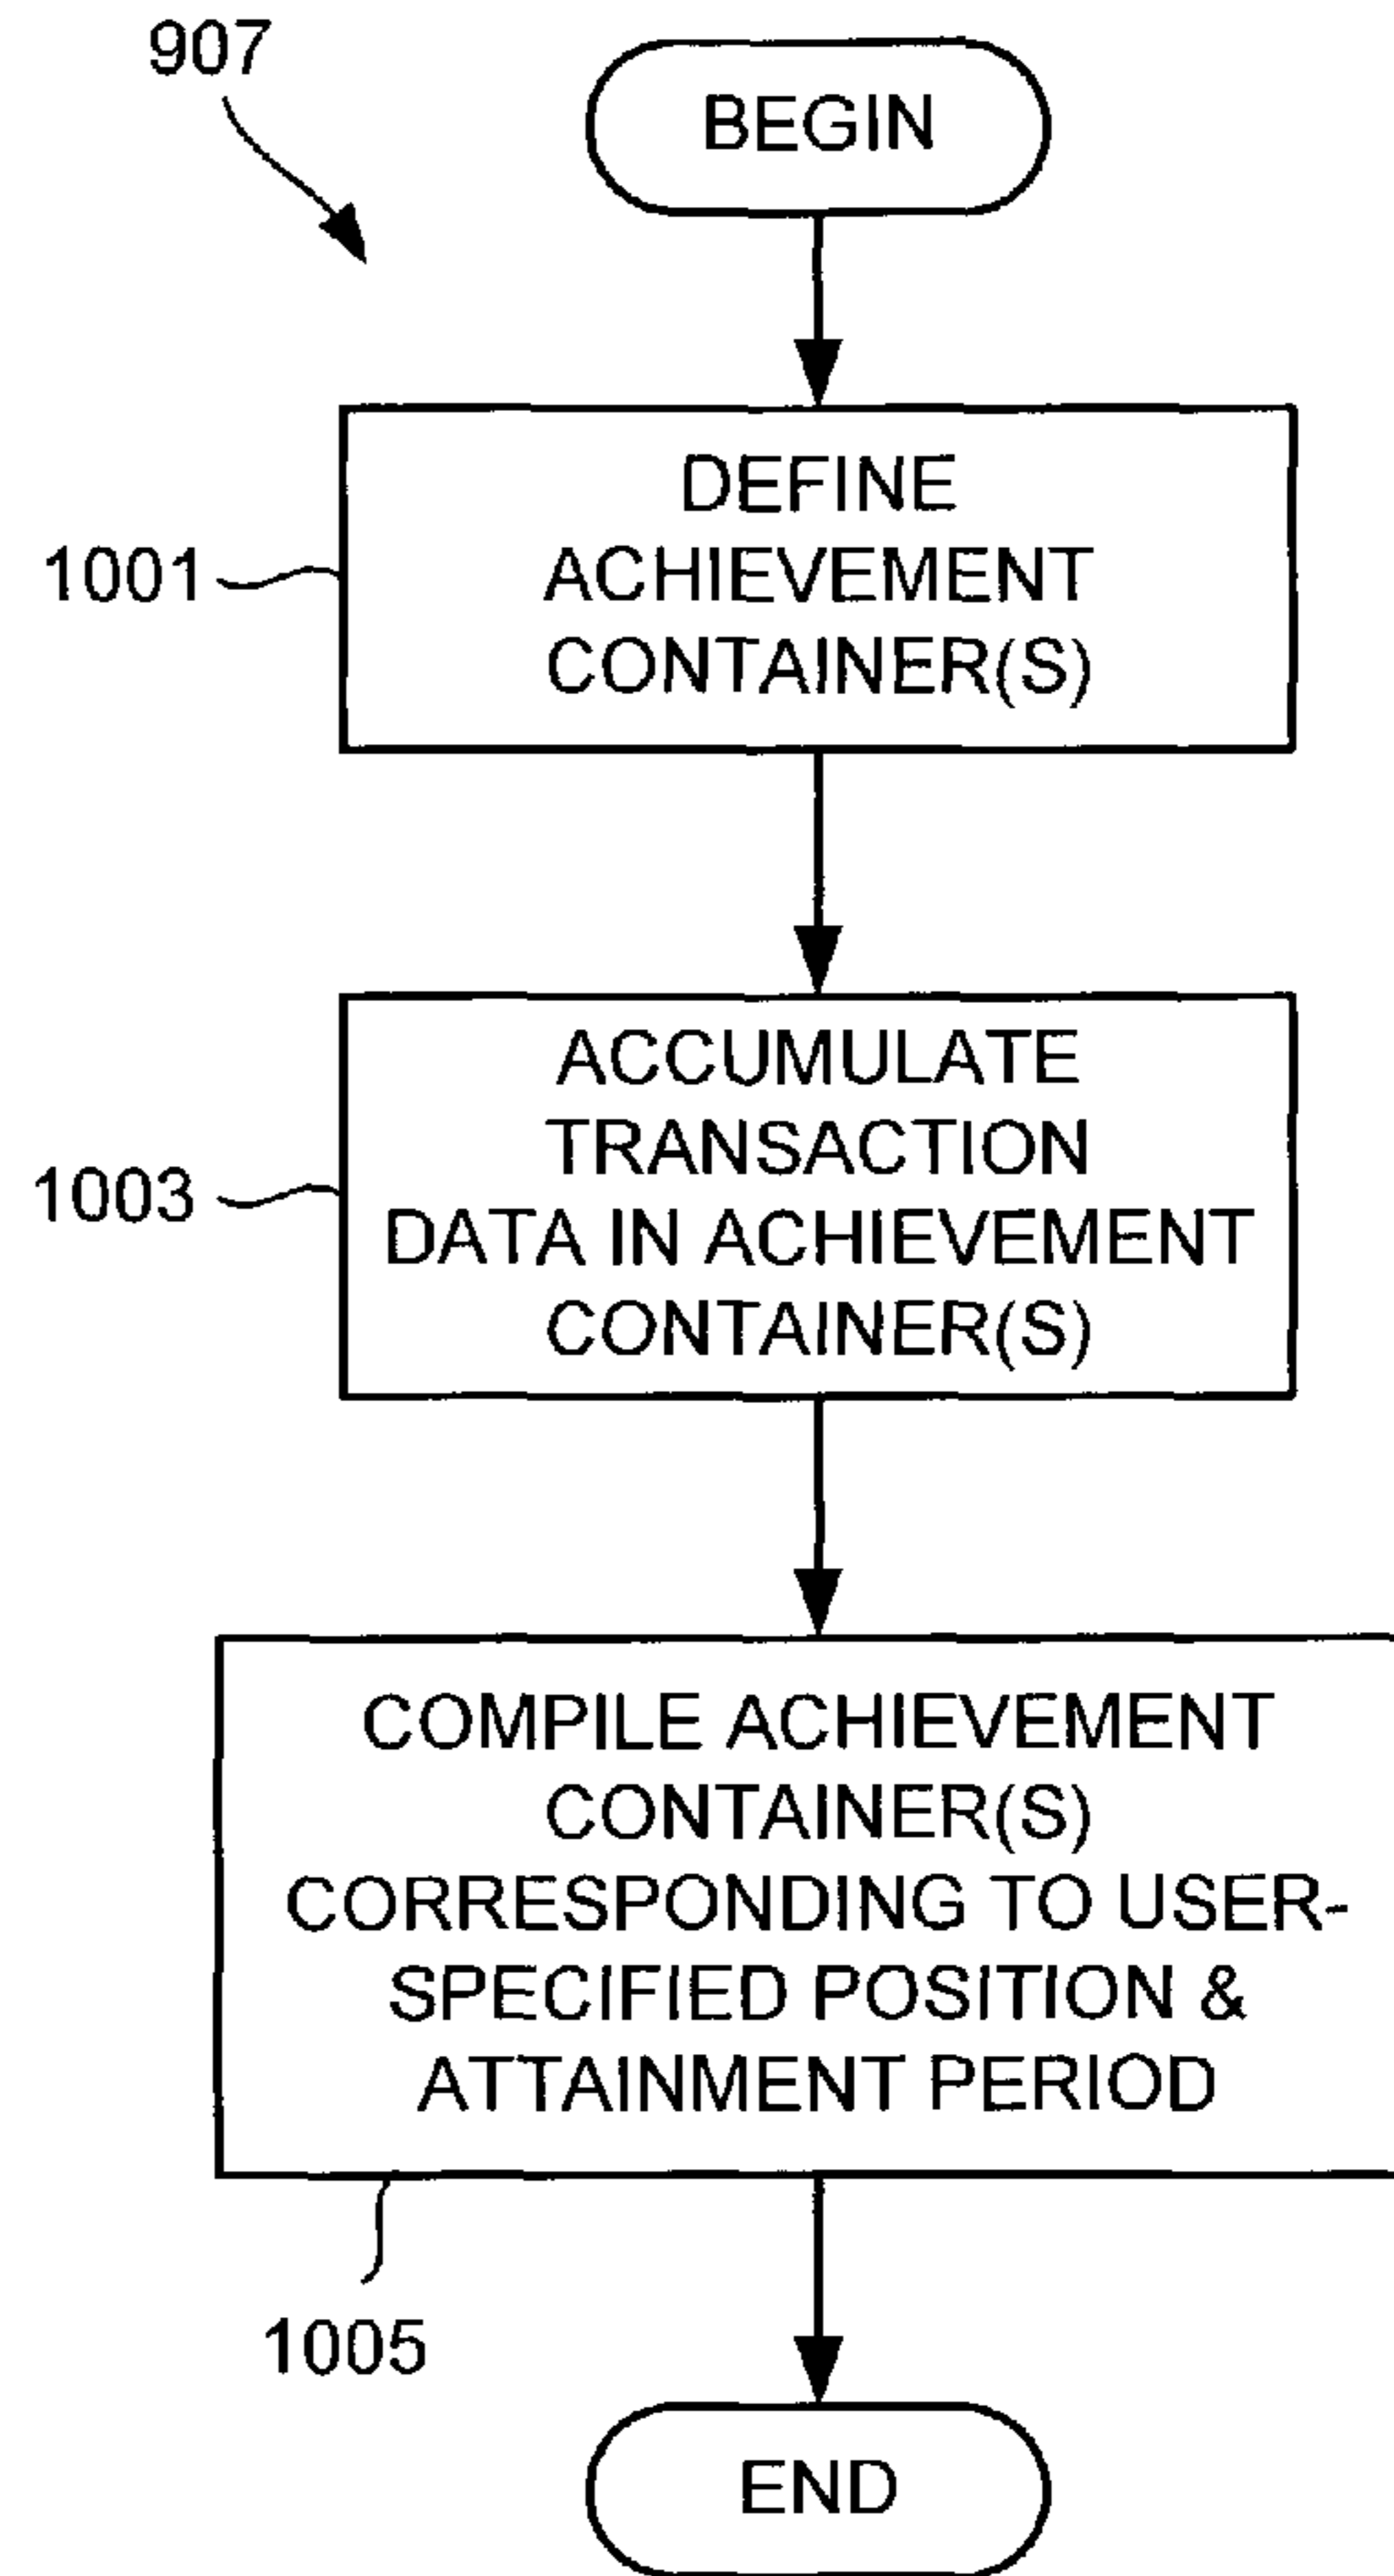 907
BEGIN
DEFINE
ACHIEVEMENT
CONTAINER(S)
1001
ACCUMULATE
TRANSACTION
DATA IN ACHIEVEMENT
CONTAINER(S)
1003
COMPILE ACHIEVEMENT
CONTAINER(S)
CORRESPONDING TO USER-
SPECIFIED POSITION &
ATTAINMENT PERIOD
1005
END